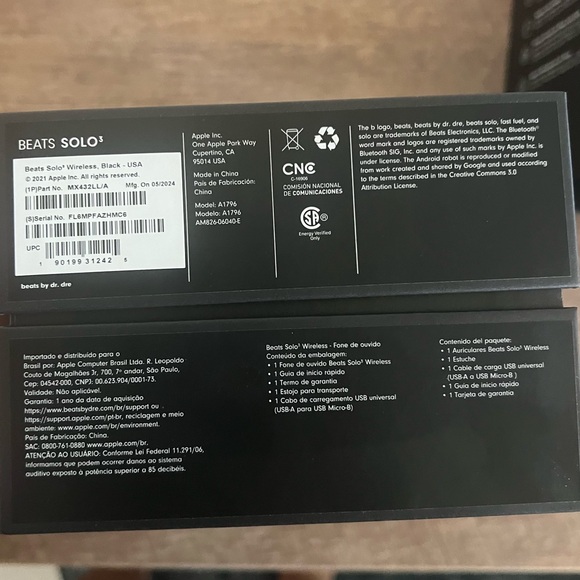 BEATS SOLO³
Beats Solo³ Wireless, Black - USA
© 2021 Apple Inc. All rights reserved.
(1P)Part No. MX432LL/A Mfg. On 05/2024
(S)Serial No. FL6MPFAZHMC6
UPC
1 90199 31242 5
beats by dr. dre
Apple Inc.
One Apple Park Way
Cupertino, CA
95014 USA
Made in China
País de Fabricación:
China
Model: A1796
Modelo: A1796
AM826-06040-E
CNC
C-16906
COMISIÓN NACIONAL
DE COMUNICACIONES
SA
Energy Verified
Only
The b logo, beats, beats by dr. dre, beats solo, fast fuel, and
solo are trademarks of Beats Electronics, LLC. The Bluetooth®
word mark and logos are registered trademarks owned by
Bluetooth SIG, Inc. and any use of such marks by Apple Inc. is
under license. The Android robot is reproduced or modified
from work created and shared by Google and used according
to the terms described in the Creative Commons 3.0
Attribution License.
Importado e distribuído para o
Brasil por: Apple Computer Brasil Ltda. R. Leopoldo
Couto de Magalhães Jr, 700, 7º andar, São Paulo,
Cep: 04542-000, CNPJ: 00.623.904/0001-73.
Validade: Não aplicável.
Garantia: 1 ano da data de aquisição
https://www.beatsbydre.com/br/support ou
https://www.apple.com/support/pt-br, reciclagem e meio
ambiente: www.apple.com/br/environment.
País de Fabricação: China.
SAC: 0800-761-0880 www.apple.com/br.
ATENÇÃO AO USUÁRIO: Conforme Lei Federal 11.291/06,
informamos que podem ocorrer danos ao sistema
auditivo exposto à potência superior a 85 decibéis.
Beats Solo³ Wireless - Fone de ouvido
Conteúdo da embalagem:
• 1 Fone de ouvido Beats Solo³ Wireless
• 1 Guia de início rápido
• 1 Termo de garantia
• 1 Estojo para transporte
• 1 Cabo de carregamento USB universal
(USB-A para USB Micro-B)
Contenido del paquete:
• 1 Auriculares Beats Solo³ Wireless
• 1 Estuche
• 1 Cable de carga USB universal
(USB-A a USB Micro-B)
• 1 Guía de inicio rápido
• 1 Tarjeta de garantía